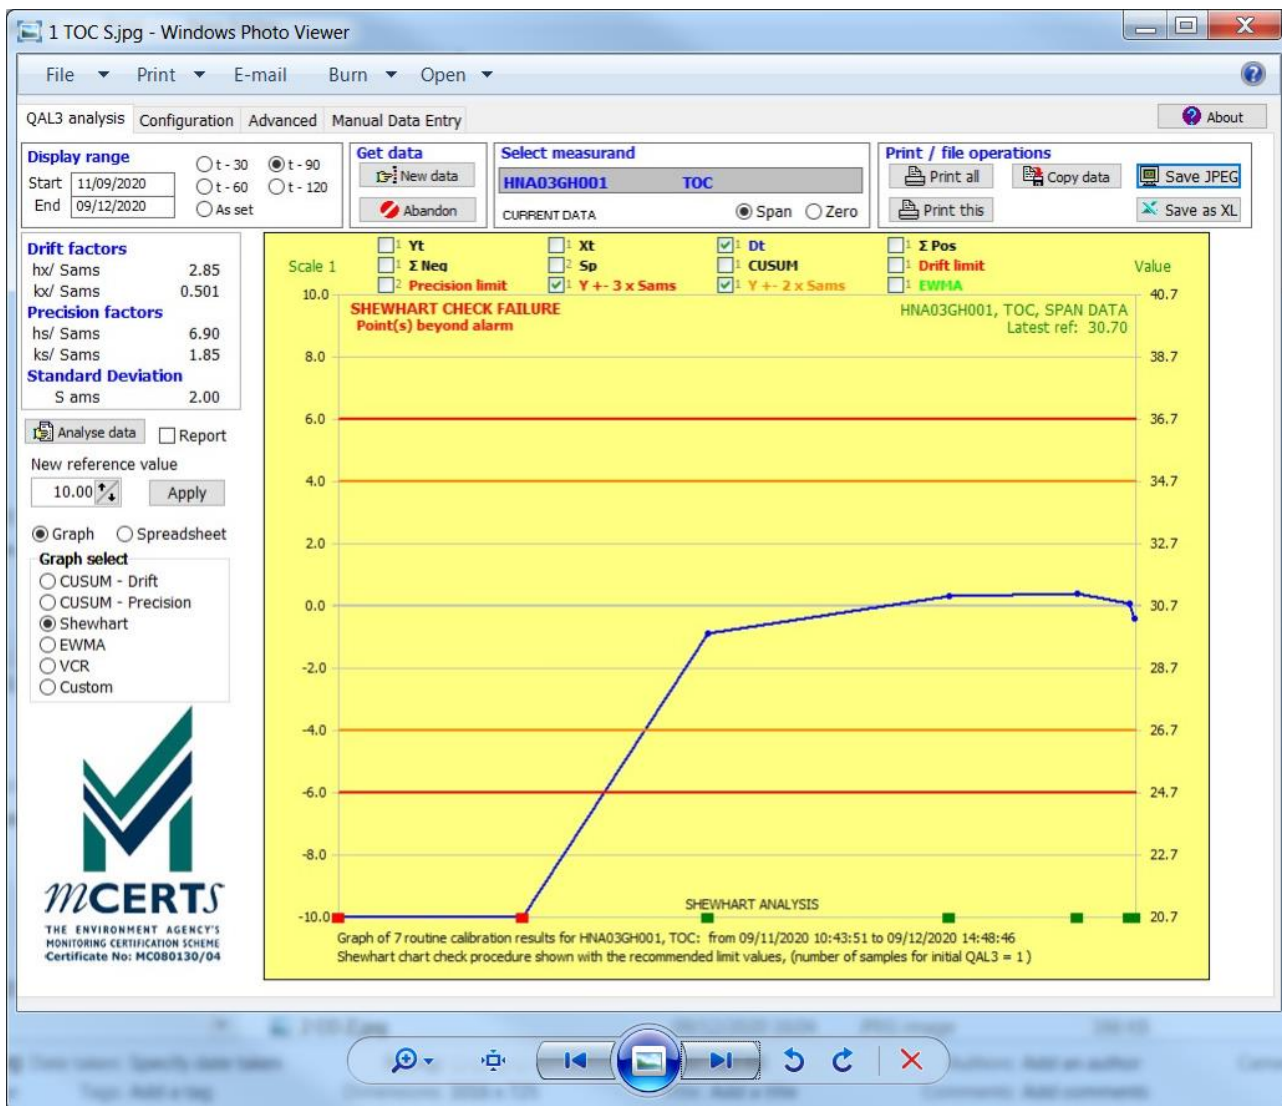 1 TOC S.jpg - Windows Photo Viewer
File Print E-mail Burn Open
QAL3 analysis Configuration Advanced Manual Data Entry About
Display range
t - 30 t - 90
Start 11/09/2020 t - 60 t - 120
End 09/12/2020 As set
Get data
New data
Abandon
Select measurand
HNA03GH001 TOC
CURRENT DATA Span Zero
Print / file operations
Print all Copy data Save JPEG
Print this Save as XL
Drift factors
hx/ Sams 2.85
kx/ Sams 0.501
Precision factors
hs/ Sams 6.90
ks/ Sams 1.85
Standard Deviation
S ams 2.00
Analyse data Report
New reference value
10.00 Apply
Graph Spreadsheet
Graph select
CUSUM - Drift
CUSUM - Precision
Shewhart
EWMA
VCR
Custom
mCERTS
THE ENVIRONMENT AGENCY'S
MONITORING CERTIFICATION SCHEME
Certificate No: MC080130/04
1 Yt 1 Xt 1 Dt 1 Σ Pos
Scale 1 1 Σ Neg 2 Sp 1 CUSUM 1 Drift limit Value
2 Precision limit 1 Y +- 3 x Sams 1 Y +- 2 x Sams 1 EWMA
SHEWHART CHECK FAILURE
Point(s) beyond alarm
HNA03GH001, TOC, SPAN DATA
Latest ref: 30.70
10.0 40.7
8.0 38.7
6.0 36.7
4.0 34.7
2.0 32.7
0.0 30.7
-2.0 28.7
-4.0 26.7
-6.0 24.7
-8.0 22.7
-10.0 20.7
SHEWHART ANALYSIS
Graph of 7 routine calibration results for HNA03GH001, TOC: from 09/11/2020 10:43:51 to 09/12/2020 14:48:46
Shewhart chart check procedure shown with the recommended limit values, (number of samples for initial QAL3 = 1 )